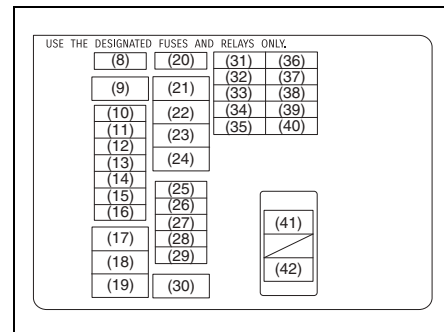 USE THE DESIGNATED FUSES AND RELAYS ONLY.
(8) (20) (31) (36)
(32) (37)
(9) (21) (33) (38)
(10) (22) (34) (39)
(11) (35) (40)
(12) (23)
(13) (24)
(14)
(15) (25)
(16) (26)
(27) (41)
(17) (28)
(29)
(18) (42)
(19) (30)